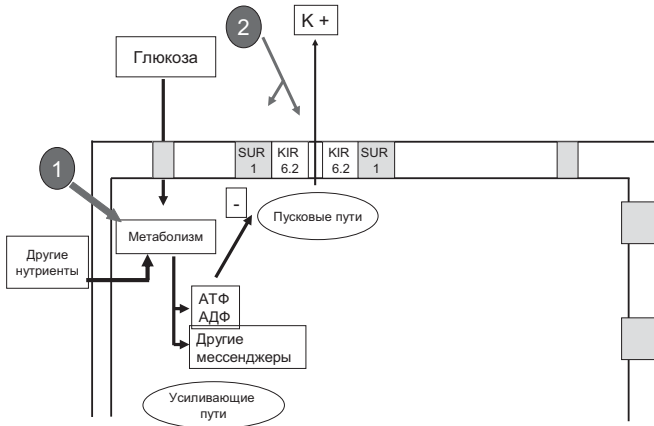 2
K +
Глюкоза
SUR
1
KIR
6.2
KIR
6.2
SUR
1
1
-
Пусковые пути
Метаболизм
Другие
нутриенты
АТФ
АДФ
Другие
мессенджеры
Усиливающие
пути